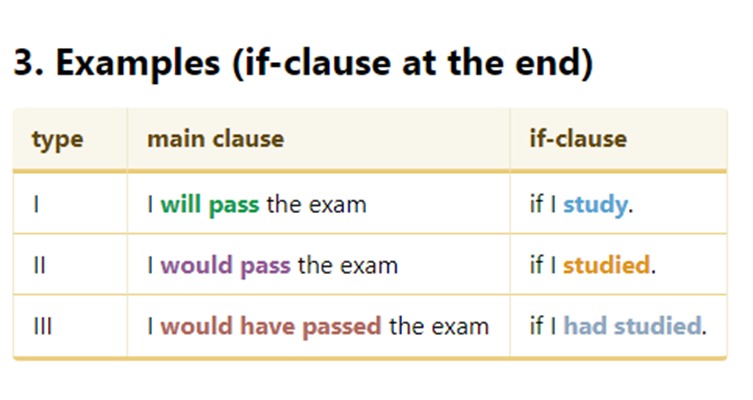 3. Examples (if-clause at the end)
type main clause if-clause
I I will pass the exam if I study.
II I would pass the exam if I studied.
III I would have passed the exam if I had studied.